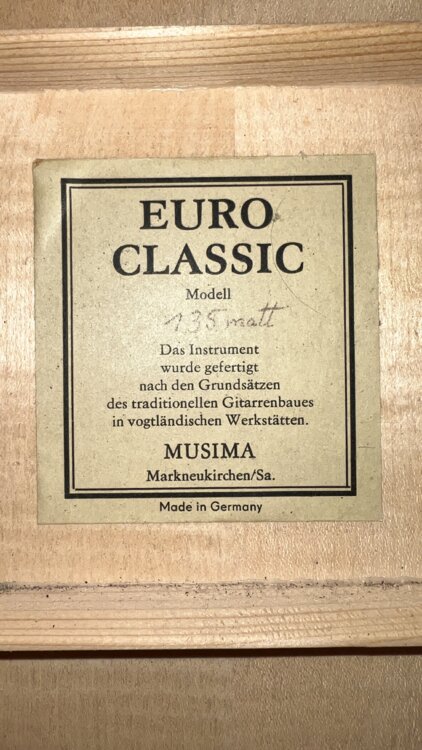 EURO
CLASSIC
Modell
135 matt
Das Instrument
wurde gefertigt
nach den Grundsätzen
des traditionellen Gitarrenbaues
in vogtländischen Werkstätten.
MUSIMA
Markneukirchen/Sa.
Made in Germany